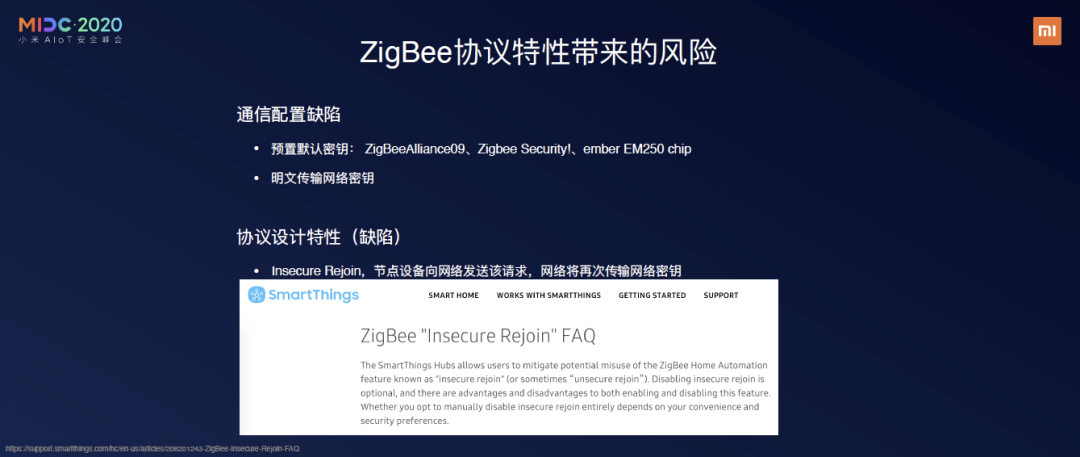 MIDC·2020
小米 AIoT 安全峰会
mi
ZigBee协议特性带来的风险
通信配置缺陷
• 预置默认密钥： ZigBeeAlliance09、Zigbee Security!、ember EM250 chip
• 明文传输网络密钥
协议设计特性（缺陷）
• Insecure Rejoin，节点设备向网络发送该请求，网络将再次传输网络密钥
SmartThings
SMART HOME WORKS WITH SMARTTHINGS GETTING STARTED SUPPORT
ZigBee "Insecure Rejoin" FAQ
The SmartThings Hubs allows users to mitigate potential misuse of the ZigBee Home Automation
feature known as "insecure rejoin" (or sometimes "unsecure rejoin"). Disabling insecure rejoin is
optional, and there are advantages and disadvantages to both enabling and disabling this feature.
Whether you opt to manually disable insecure rejoin entirely depends on your convenience and
security preferences.
https://support.smartthings.com/hc/en-us/articles/208201243-ZigBee-Insecure-Rejoin-FAQ